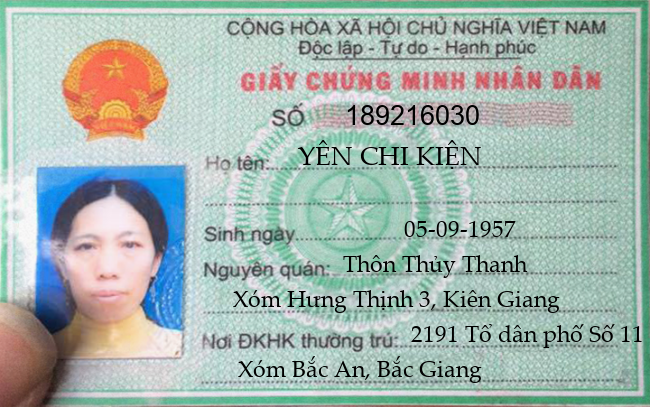 CỘNG HÒA XÃ HỘI CHỦ NGHĨA VIỆT NAM
Độc lập - Tự do - Hạnh phúc
GIẤY CHỨNG MINH NHÂN DÂN
SỐ 189216030
Họ tên: YÊN CHI KIỆN
Sinh ngày 05-09-1957
Nguyên quán: Thôn Thủy Thanh
Xóm Hưng Thịnh 3, Kiên Giang
Nơi ĐKHK thường trú: 2191 Tổ dân phố Số 11
Xóm Bắc An, Bắc Giang